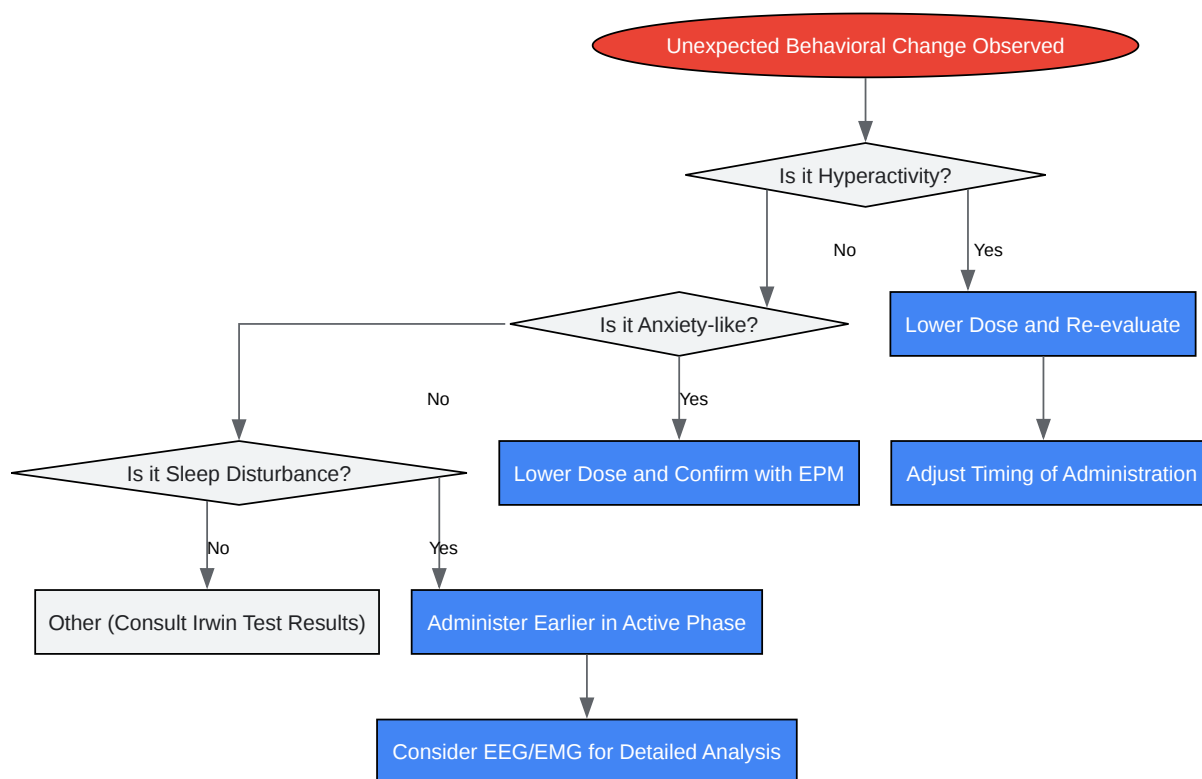 Unexpected Behavioral Change Observed
Is it Hyperactivity?
No
Yes
Is it Anxiety-like?
Lower Dose and Re-evaluate
No
Yes
Is it Sleep Disturbance?
Lower Dose and Confirm with EPM
Adjust Timing of Administration
No
Yes
Other (Consult Irwin Test Results)
Administer Earlier in Active Phase
Consider EEG/EMG for Detailed Analysis